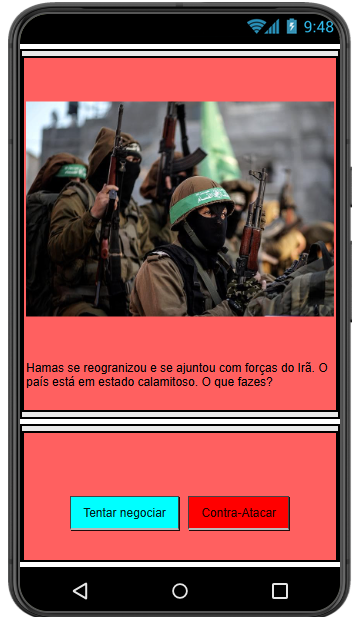 9:48
Hamas se reogranizou e se ajuntou com forças do Irã. O
país está em estado calamitoso. O que fazes?
Tentar negociar
Contra-Atacar